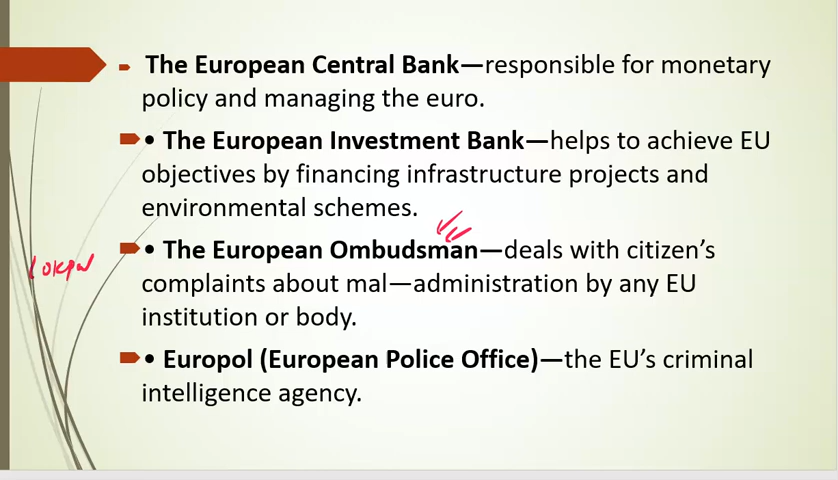 The European Central Bank—responsible for monetary
policy and managing the euro.
• The European Investment Bank—helps to achieve EU
objectives by financing infrastructure projects and
environmental schemes.
• The European Ombudsman—deals with citizen’s
complaints about mal—administration by any EU
institution or body.
• Europol (European Police Office)—the EU’s criminal
intelligence agency.